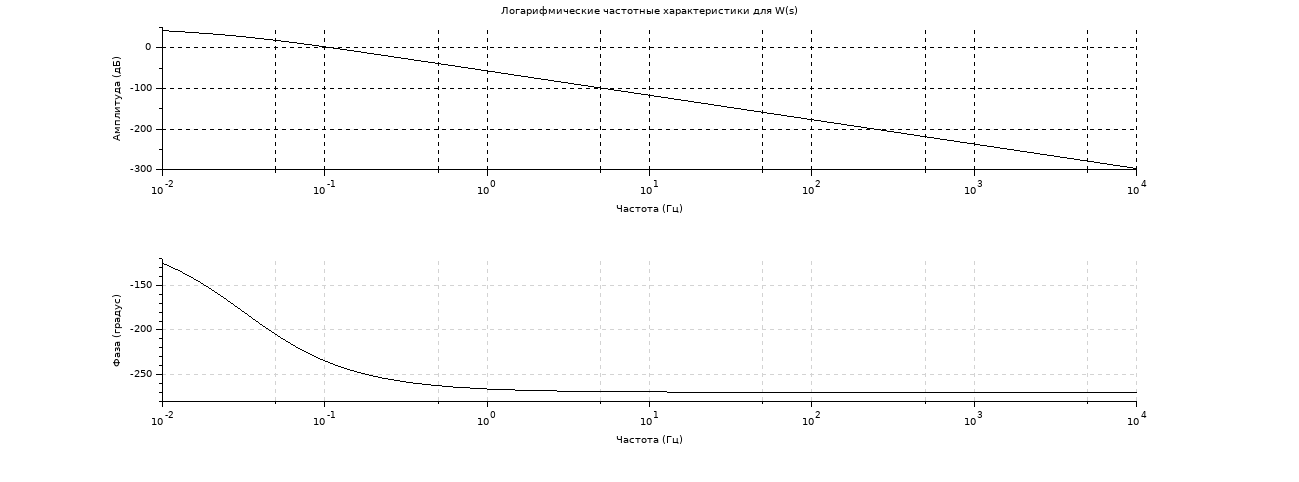 Логарифмические частотные характеристики для W(s)
Амплитуда (дБ)
0
-100
-200
-300
10^-2 10^-1 10^0 10^1 10^2 10^3 10^4
Частота (Гц)
Фаза (градус)
-150
-200
-250
10^-2 10^-1 10^0 10^1 10^2 10^3 10^4
Частота (Гц)